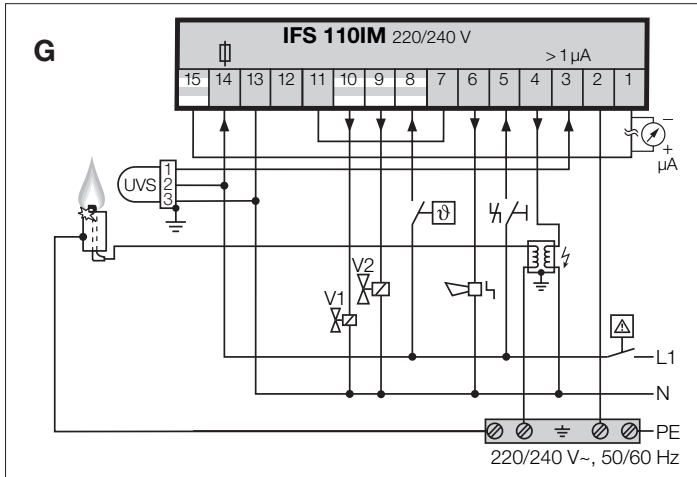 G
IFS 110IM 220/240 V
> 1 µA
15 14 13 12 11 10 9 8 7 6 5 4 3 2 1
–
+
µA
UVS
1
2
3
ϑ
V2
V1
L1
N
PE
220/240 V~, 50/60 Hz